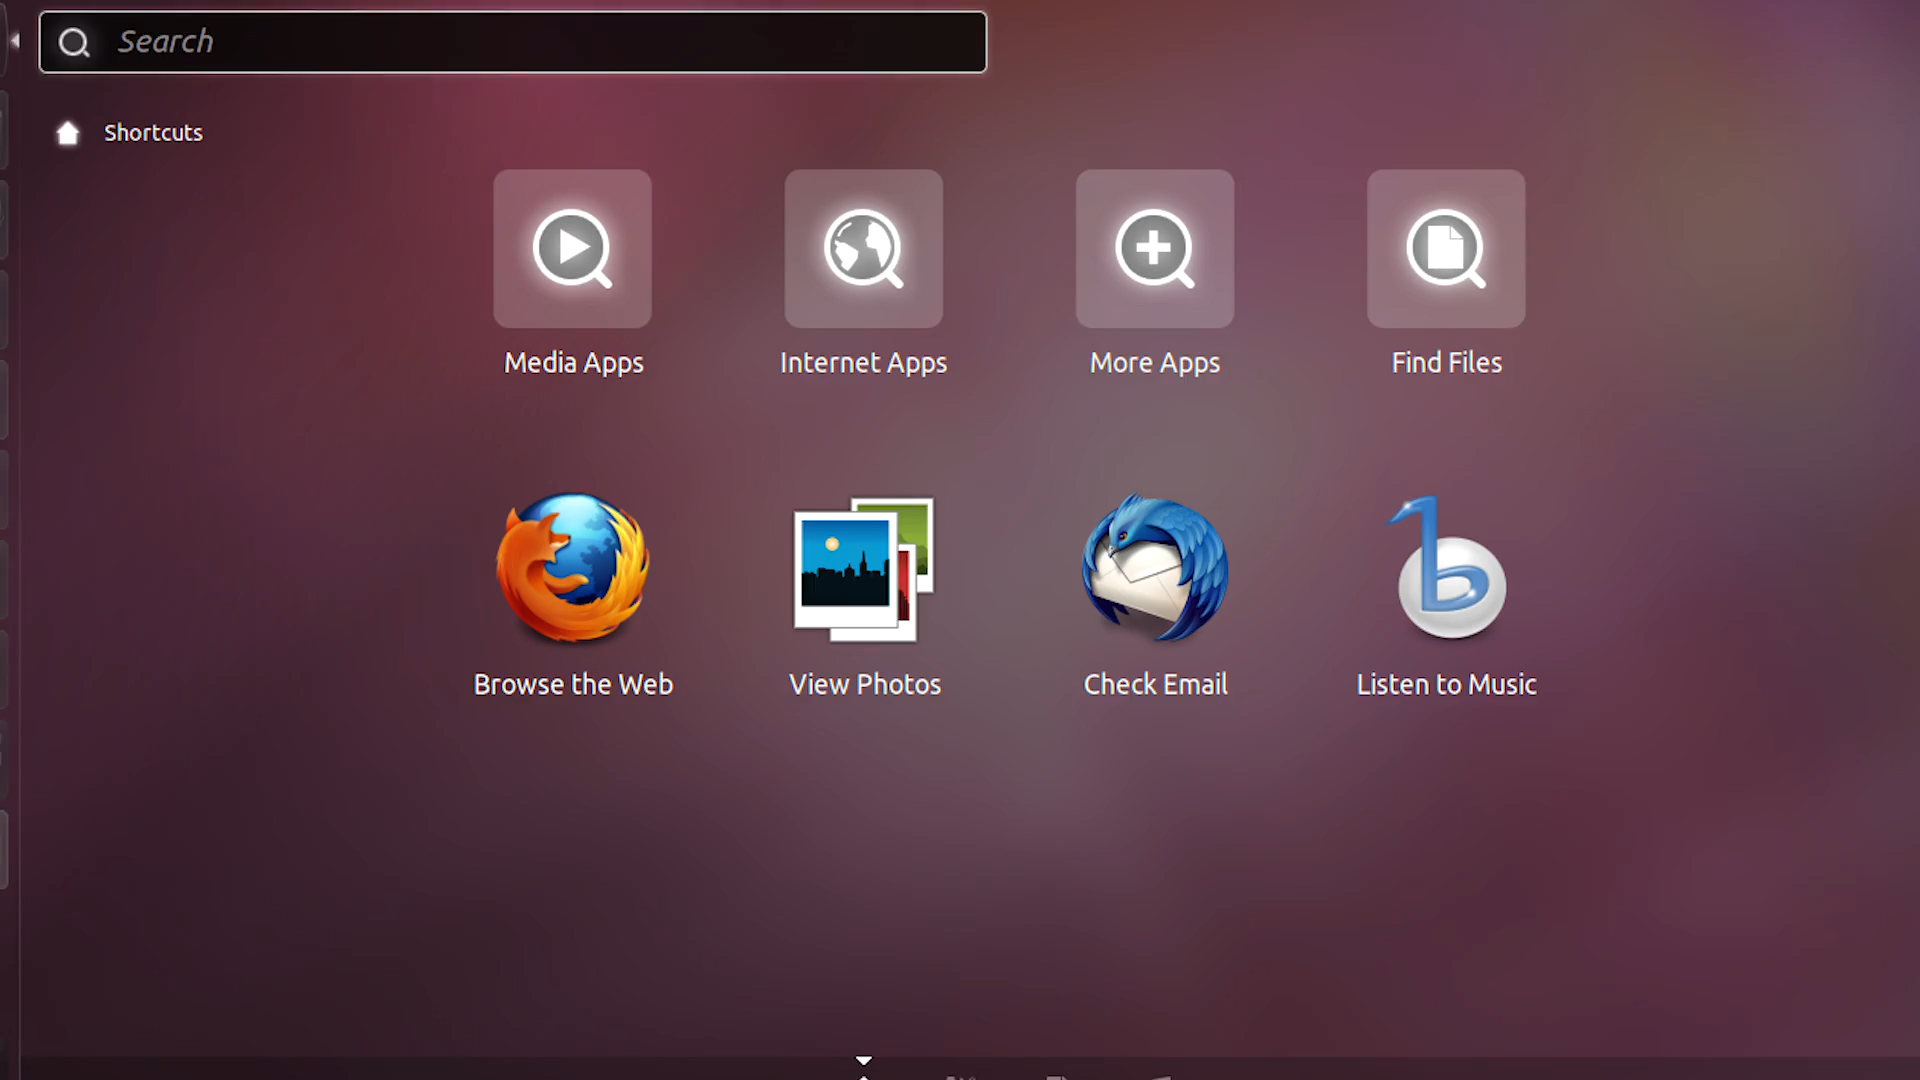 Search
Shortcuts
Media Apps
Internet Apps
More Apps
Find Files
Browse the Web
View Photos
Check Email
Listen to Music